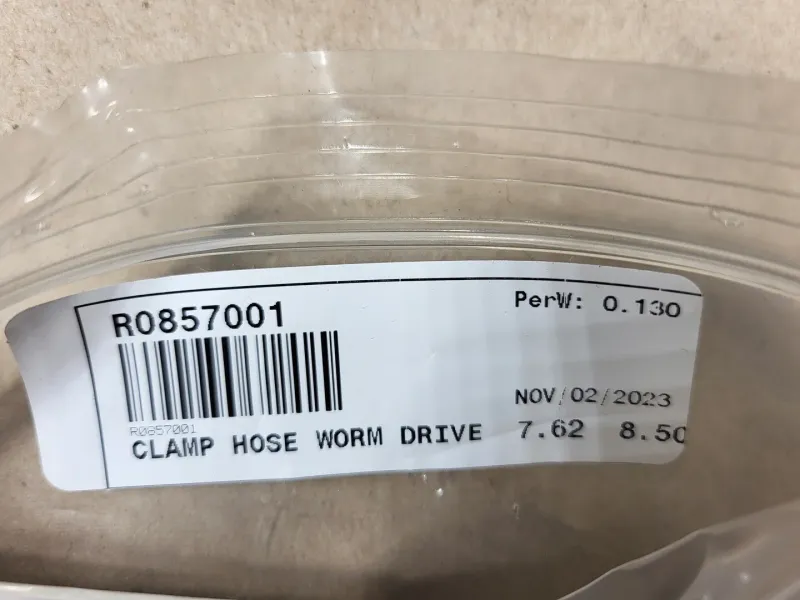 R0857001
PerW: 0.130
R0857001
NOV/02/2023
CLAMP HOSE WORM DRIVE 7.62 8.50